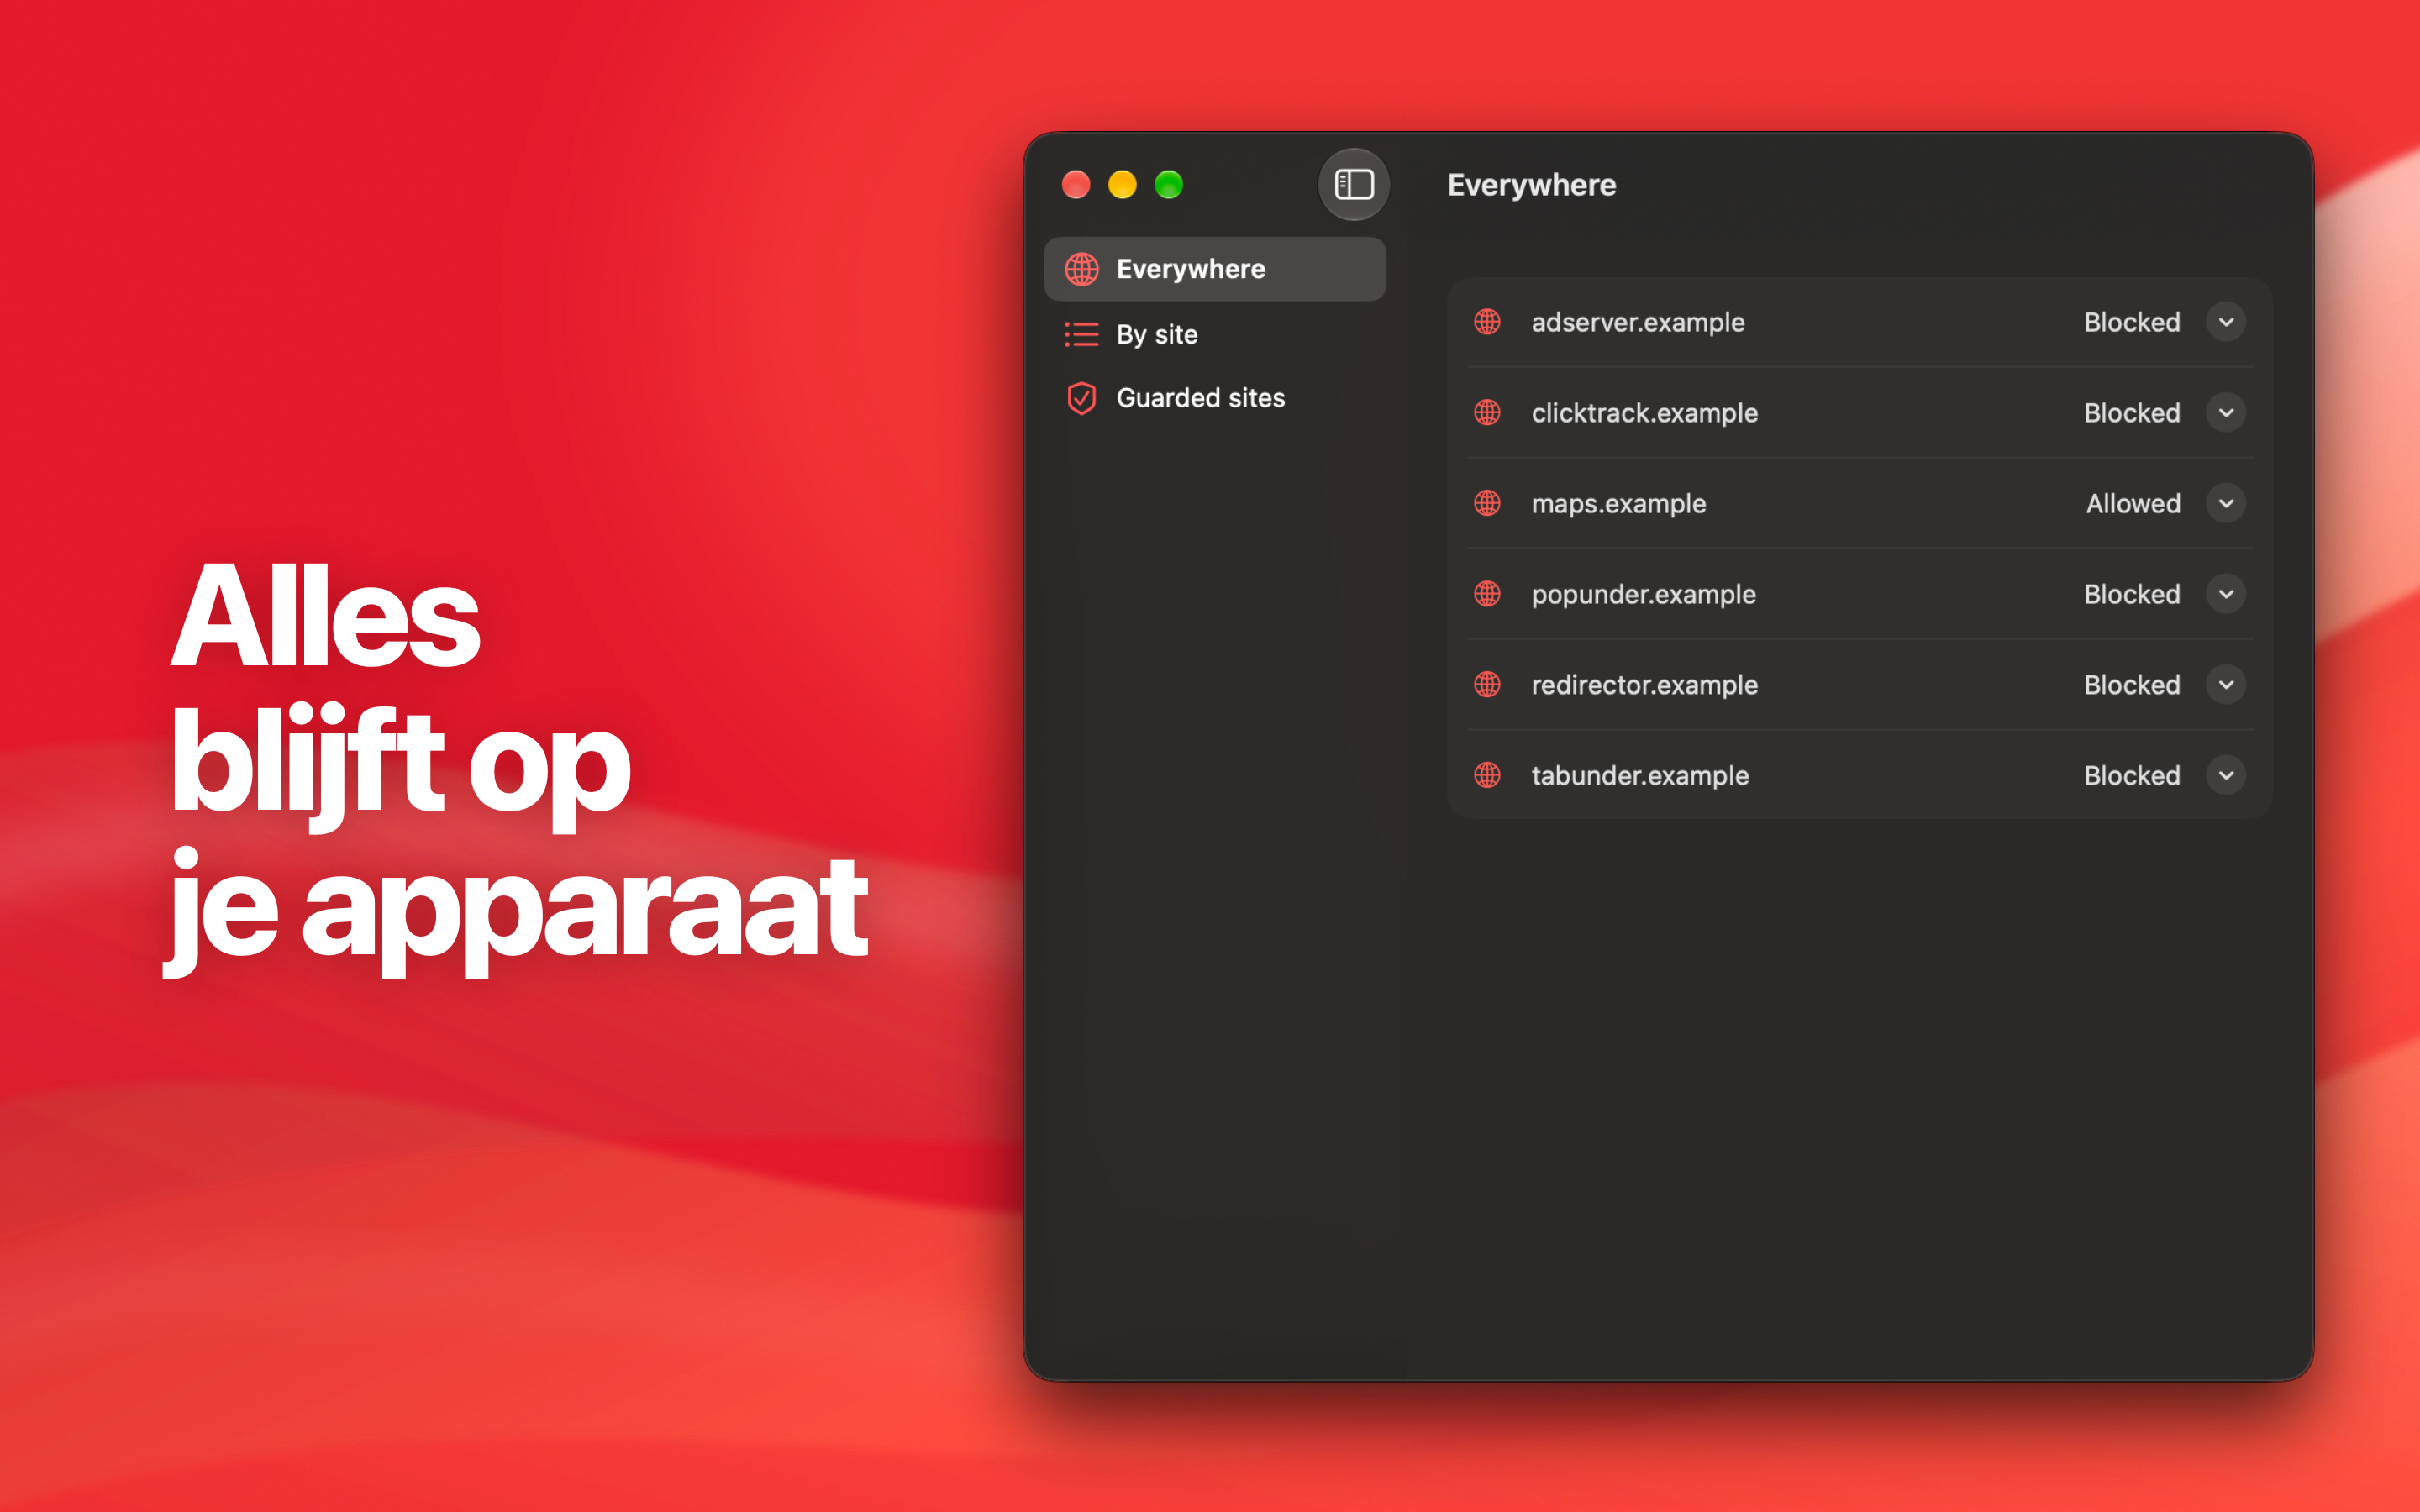 Alles
blijft op
je apparaat
Everywhere
By site
Guarded sites
Everywhere
adserver.example Blocked
clicktrack.example Blocked
maps.example Allowed
popunder.example Blocked
redirector.example Blocked
tabunder.example Blocked